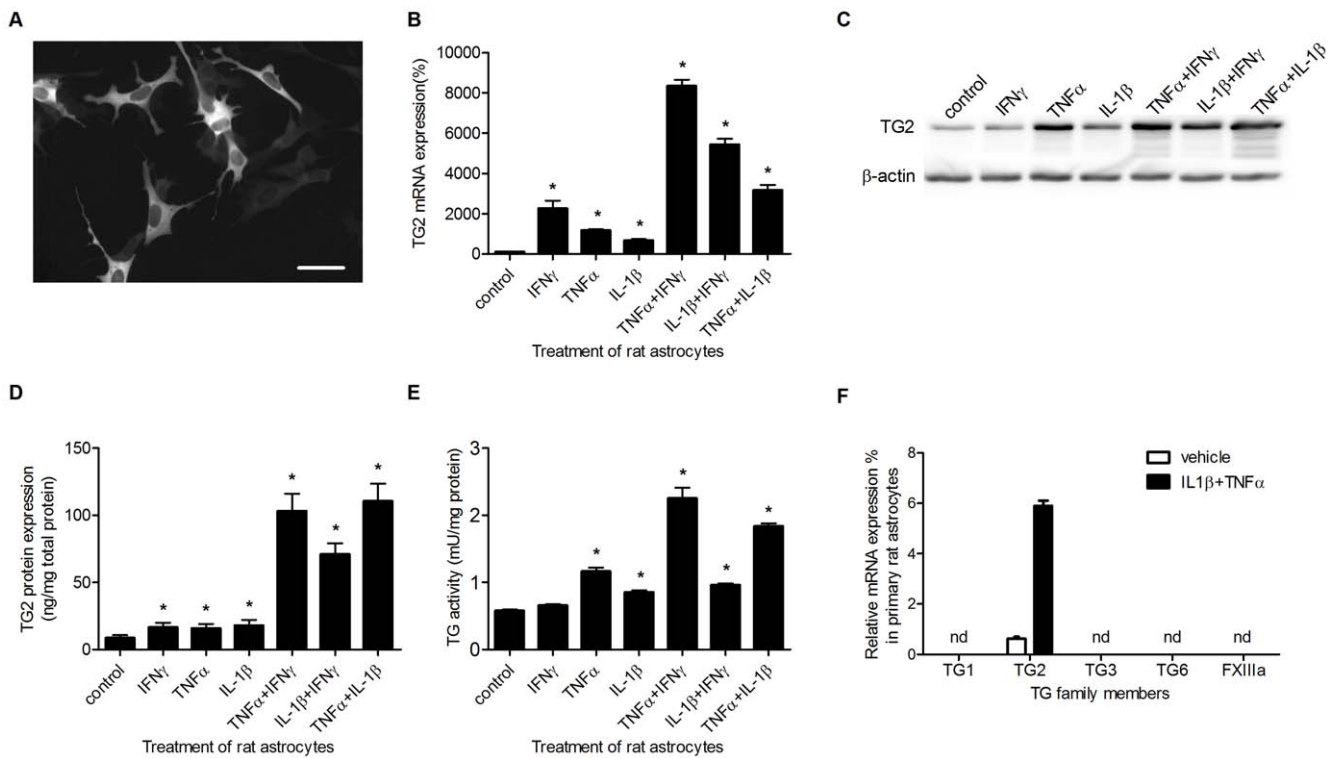 A
B
10000
8000
6000
4000
2000
0
TG2 mRNA expression(%)
*
*
*
*
*
*
control
IFNγ
TNFα
IL-1β
TNFα+IFNγ
IL-1β+IFNγ
TNFα+IL-1β
Treatment of rat astrocytes
C
control
IFNγ
TNFα
IL-1β
TNFα+IFNγ
IL-1β+IFNγ
TNFα+IL-1β
TG2
β-actin
D
150
100
50
0
TG2 protein expression
(ng/mg total protein)
*
*
*
*
*
*
control
IFNγ
TNFα
IL-1β
TNFα+IFNγ
IL-1β+IFNγ
TNFα+IL-1β
Treatment of rat astrocytes
E
3
2
1
0
TG activity (mU/mg protein)
*
*
*
*
*
control
IFNγ
TNFα
IL-1β
TNFα+IFNγ
IL-1β+IFNγ
TNFα+IL-1β
Treatment of rat astrocytes
F
8
6
4
2
0
Relative mRNA expression %
in primary rat astrocytes
vehicle
IL1β+TNFα
nd
nd
nd
nd
TG1
TG2
TG3
TG6
FXIIIa
TG family members